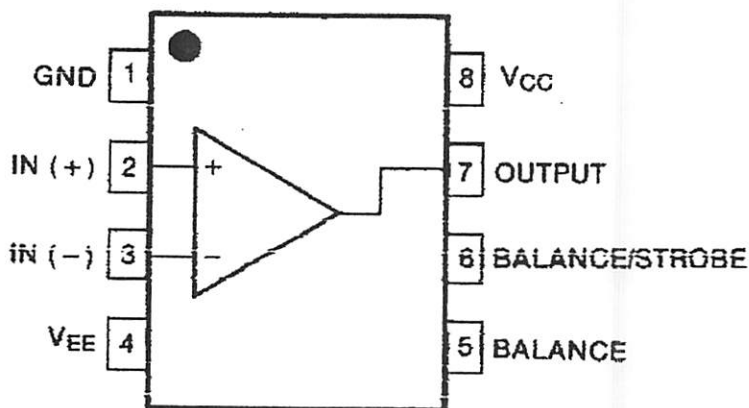 GND 1
8 VCC
IN (+) 2 +
7 OUTPUT
IN (-) 3 -
6 BALANCE/STROBE
VEE 4
5 BALANCE